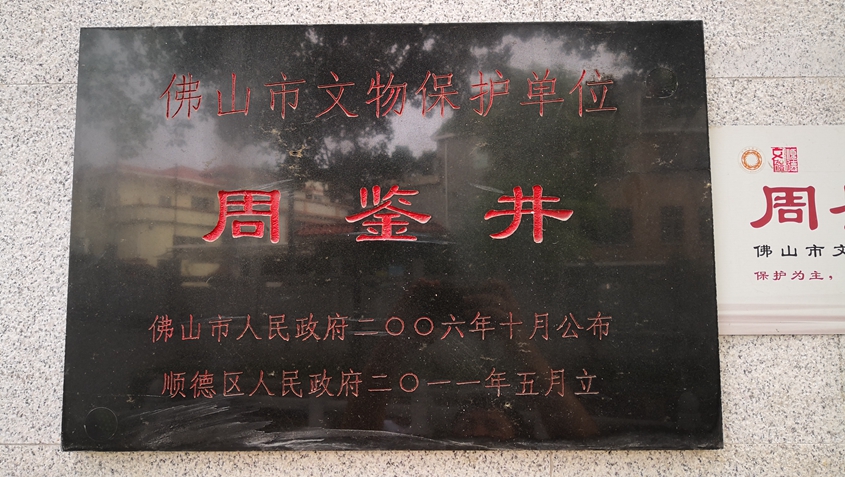 佛山市文物保护单位
周鉴井
佛山市人民政府二〇〇六年十月公布
顺德区人民政府二〇一一年五月立
周
佛山市文
保护为主，